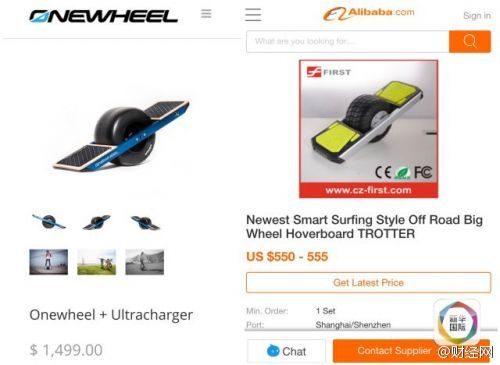 ONEWHEEL
Onewheel + Ultracharger
$ 1,499.00
Alibaba.com
Sign in
What are you looking for...
FIRST
CE
RoHS
www.cz-first.com
Newest Smart Surfing Style Off Road Big
Wheel Hoverboard TROTTER
US $550 - 555
Get Latest Price
Min. Order: 1 Set
Port: Shanghai/Shenzhen
Chat
Contact Supplier
新华
国际
@财经网